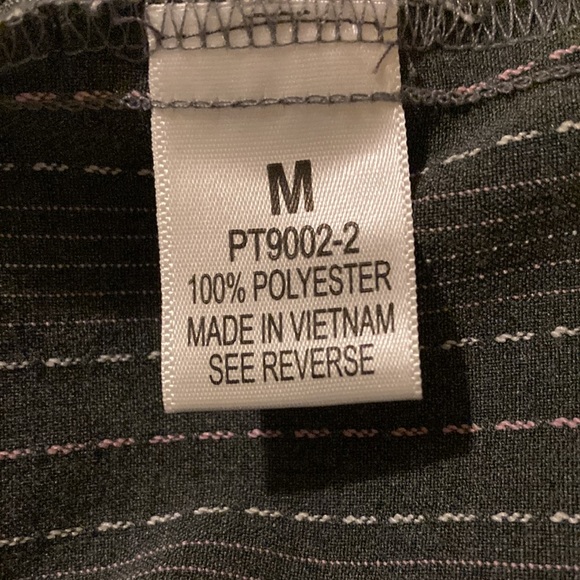 M
PT9002-2
100% POLYESTER
MADE IN VIETNAM
SEE REVERSE